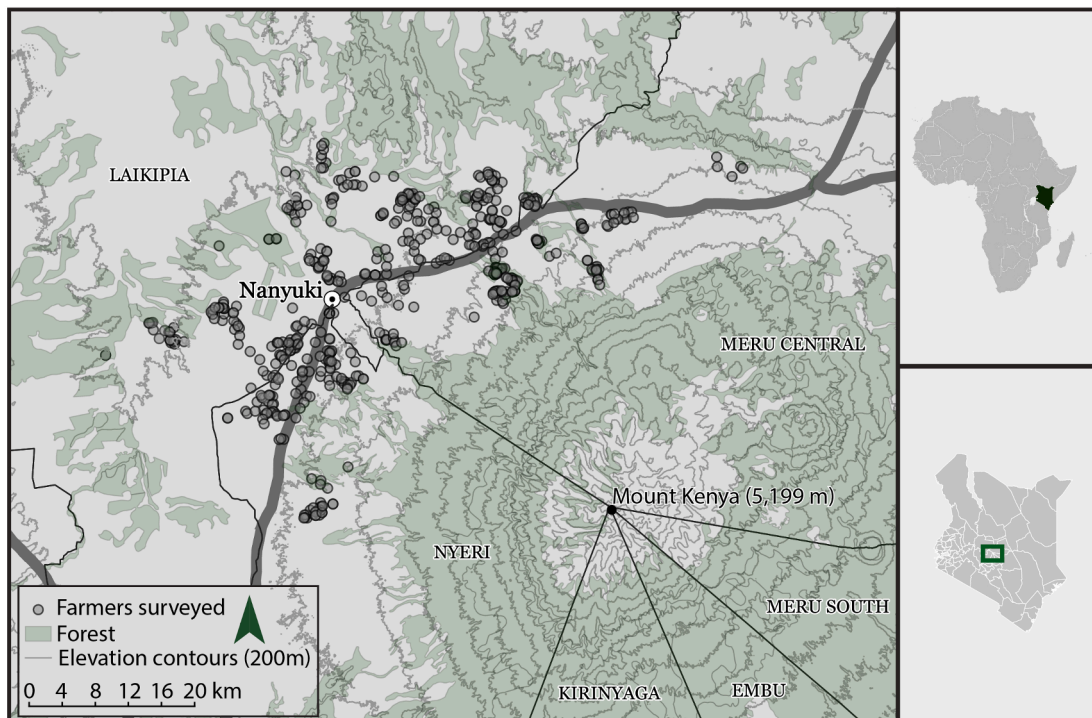 LAIKIPIA
Nanyuki
MERU CENTRAL
Mount Kenya (5,199 m)
NYERI
MERU SOUTH
KIRINYAGA
EMBU
Farmers surveyed
Forest
Elevation contours (200m)
0 4 8 12 16 20 km